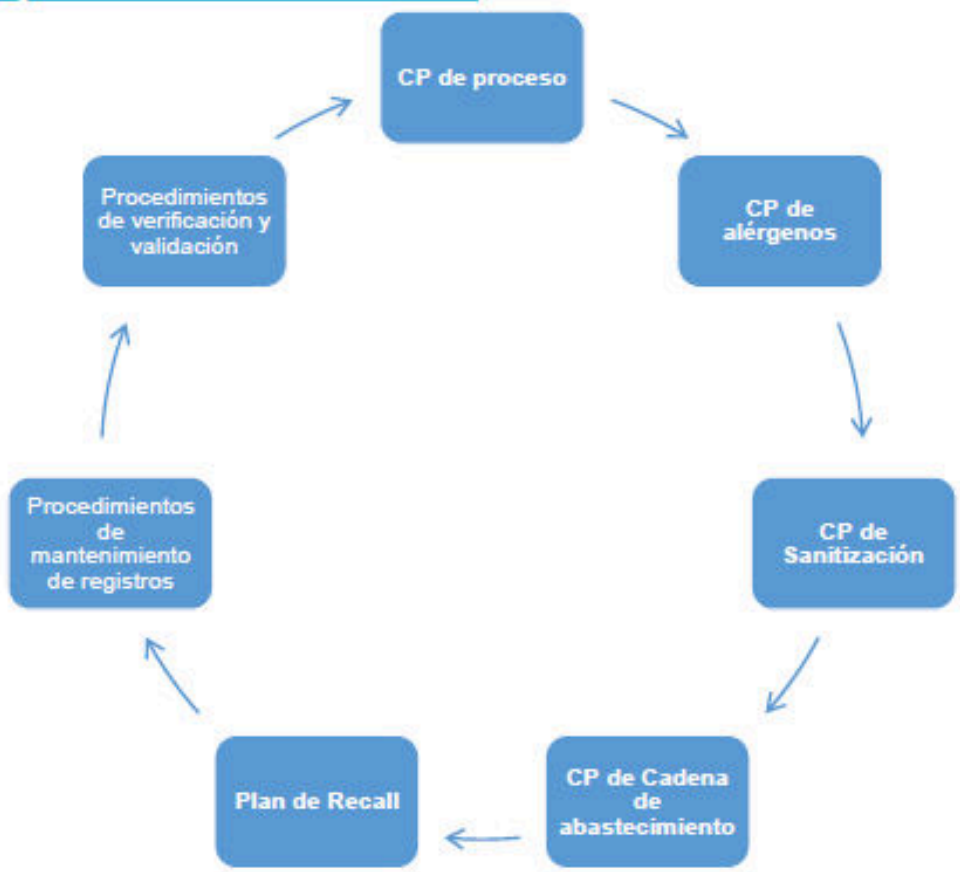 CP de proceso
CP de
alérgenos
CP de
Sanitización
CP de Cadena
de
abastecimiento
Plan de Recall
Procedimientos
de
mantenimiento
de registros
Procedimientos
de verificación y
validación